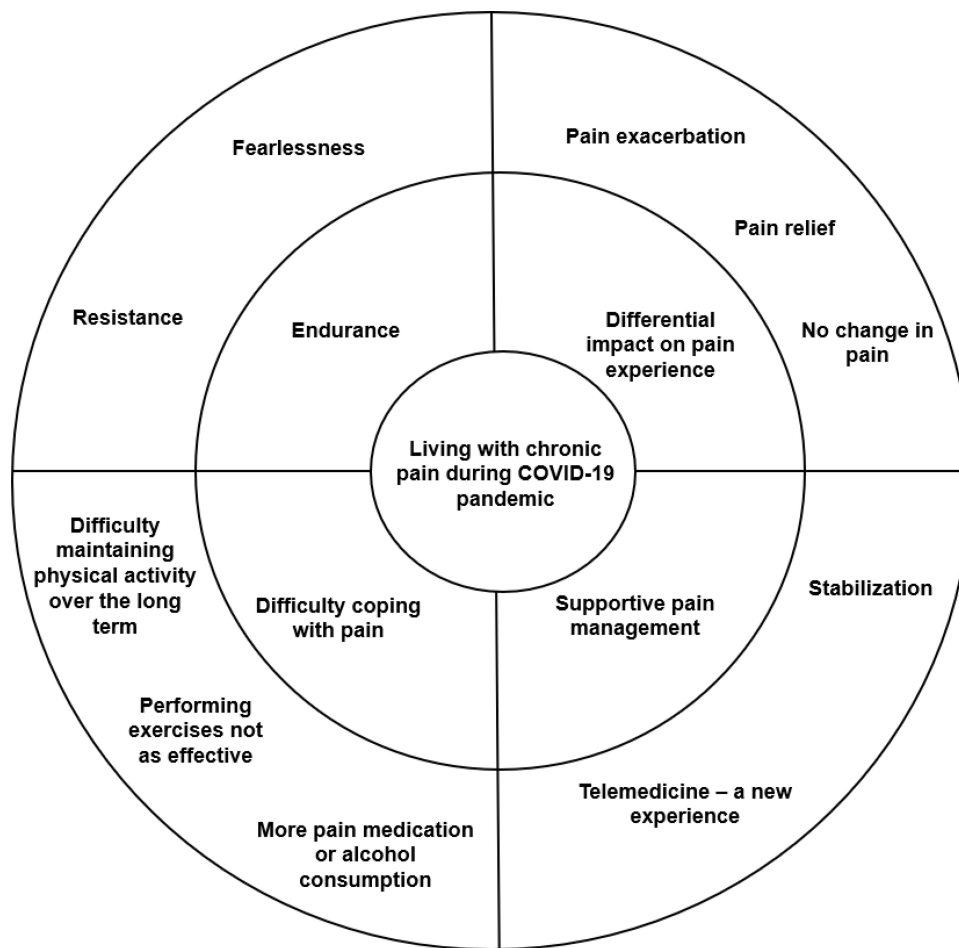 Fearlessness
Resistance
Endurance
Pain exacerbation
Pain relief
No change in
pain
Differential
impact on pain
experience
Living with chronic
pain during COVID-19
pandemic
Difficulty
maintaining
physical activity
over the long
term
Performing
exercises not
as effective
More pain medication
or alcohol
consumption
Difficulty coping
with pain
Supportive pain
management
Stabilization
Telemedicine – a new
experience